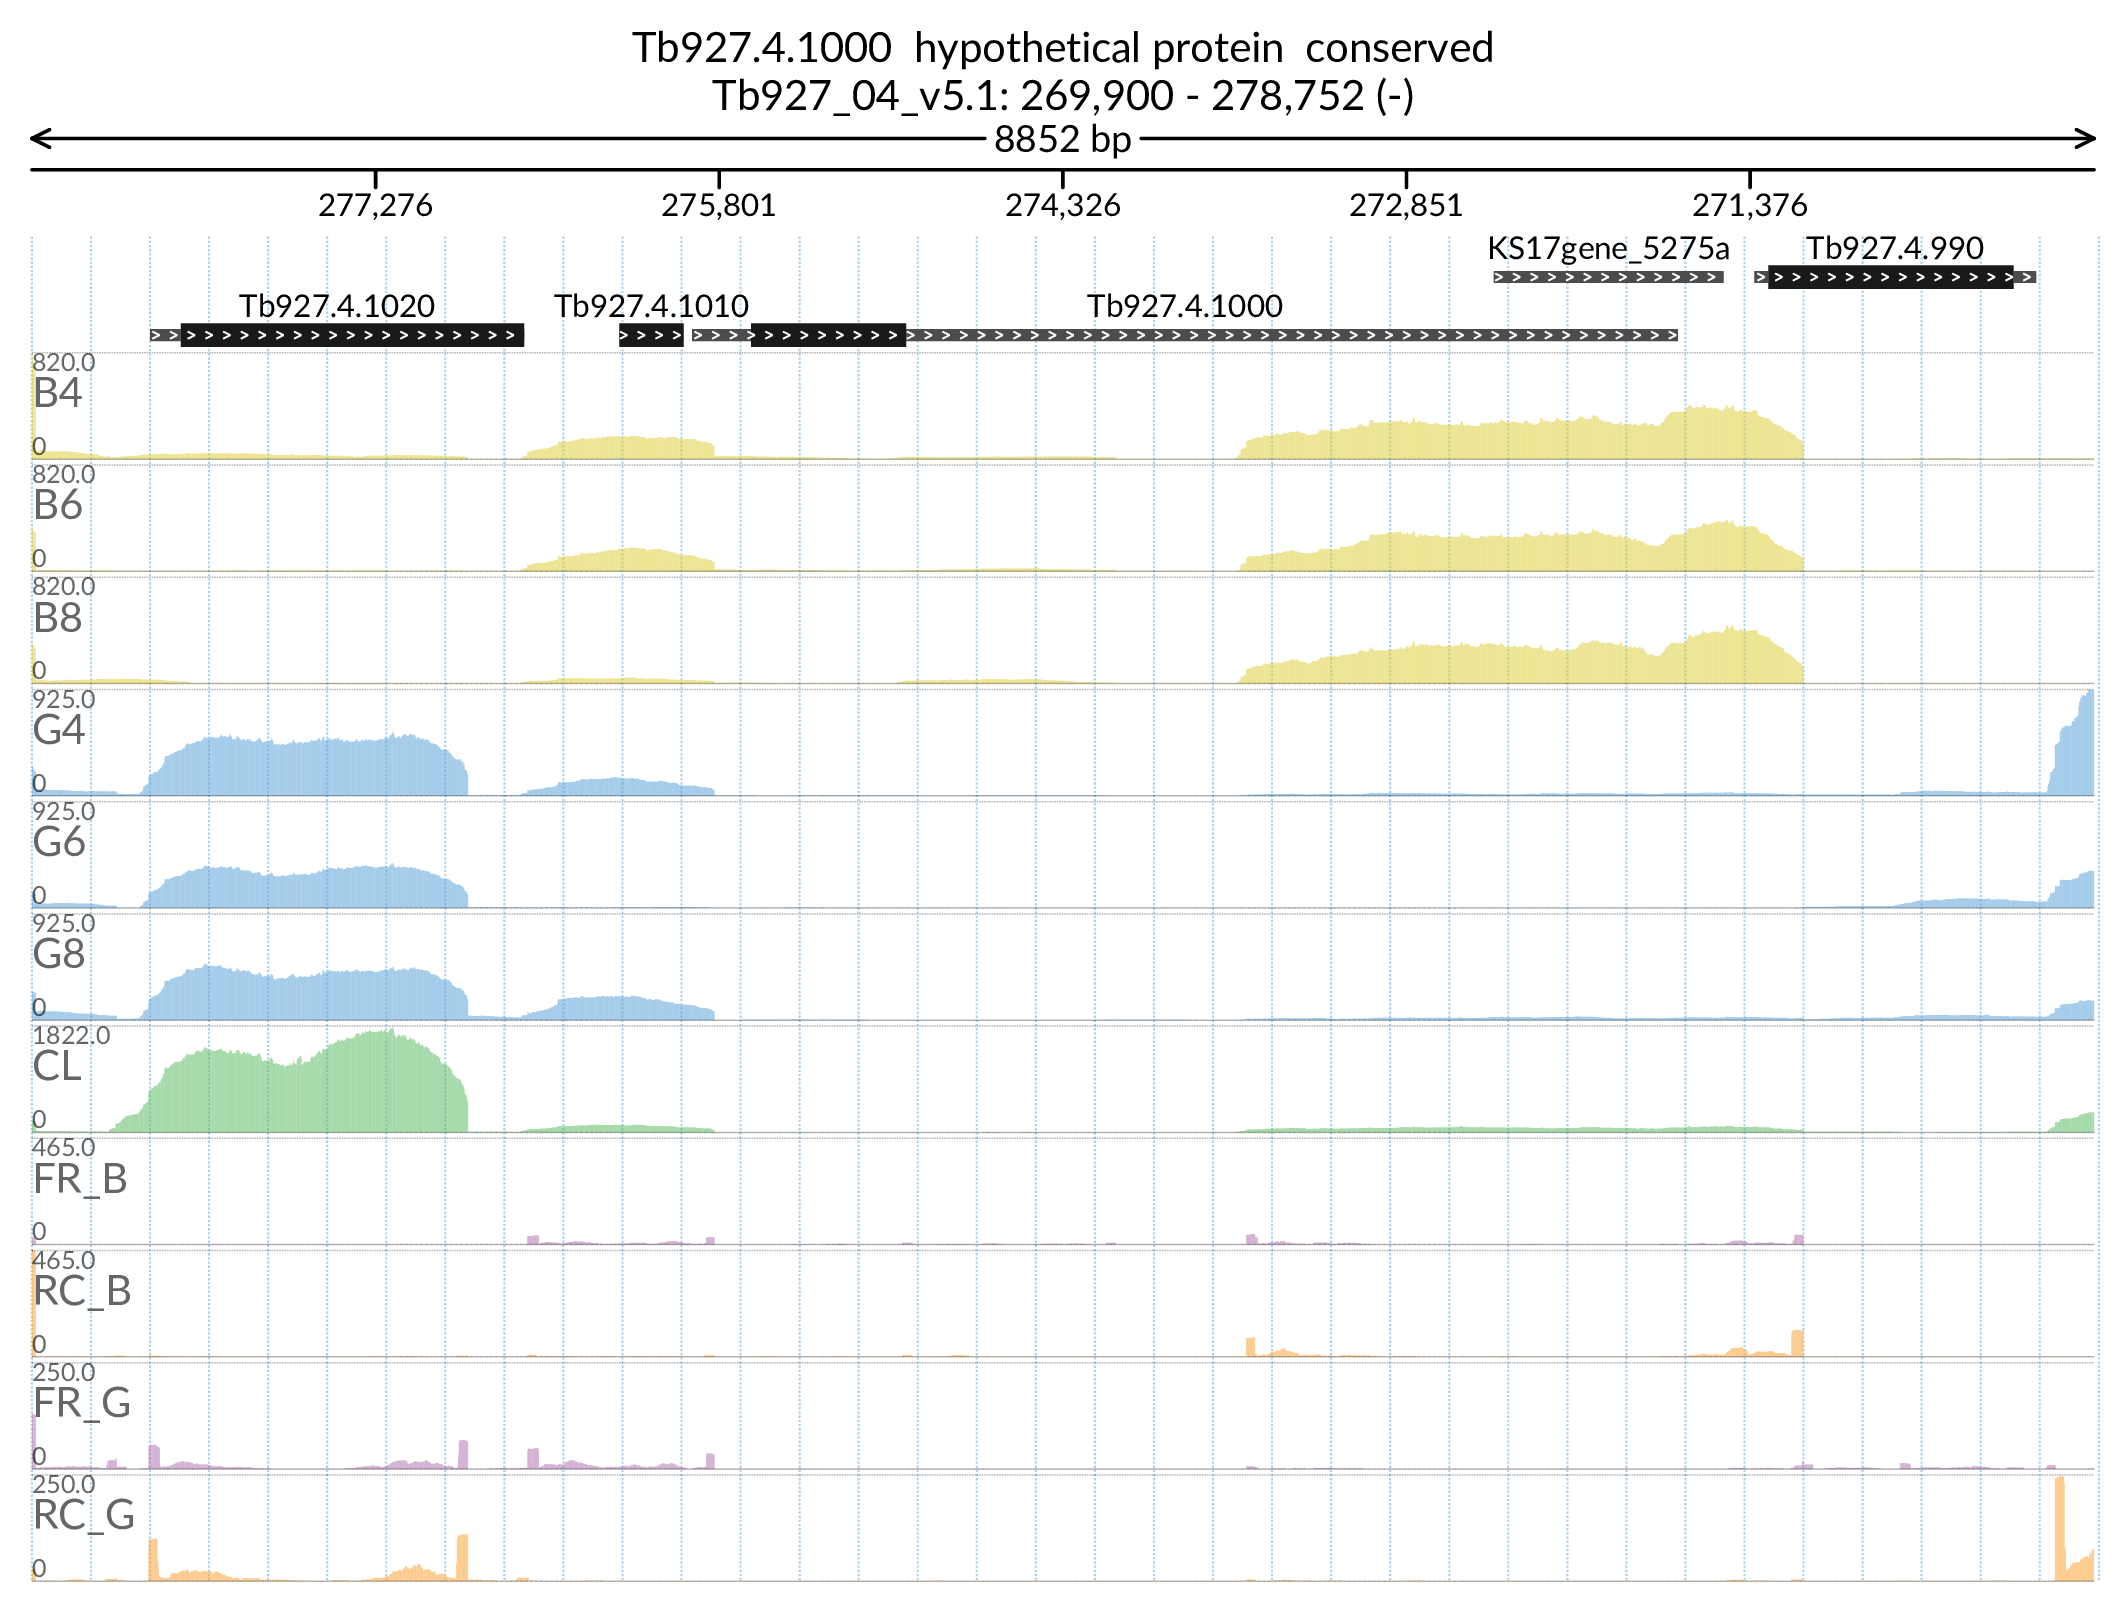 Tb927.4.1000  hypothetical protein  conserved
Tb927_04_v5.1: 269,900 - 278,752 (-)
8852 bp
277,276 275,801 274,326 272,851 271,376
KS17gene_5275a Tb927.4.990
Tb927.4.1020 Tb927.4.1010 Tb927.4.1000
820.0
B4
0
820.0
B6
0
820.0
B8
0
925.0
G4
0
925.0
G6
0
925.0
G8
0
1822.0
CL
0
465.0
FR_B
0
465.0
RC_B
0
250.0
FR_G
0
250.0
RC_G
0